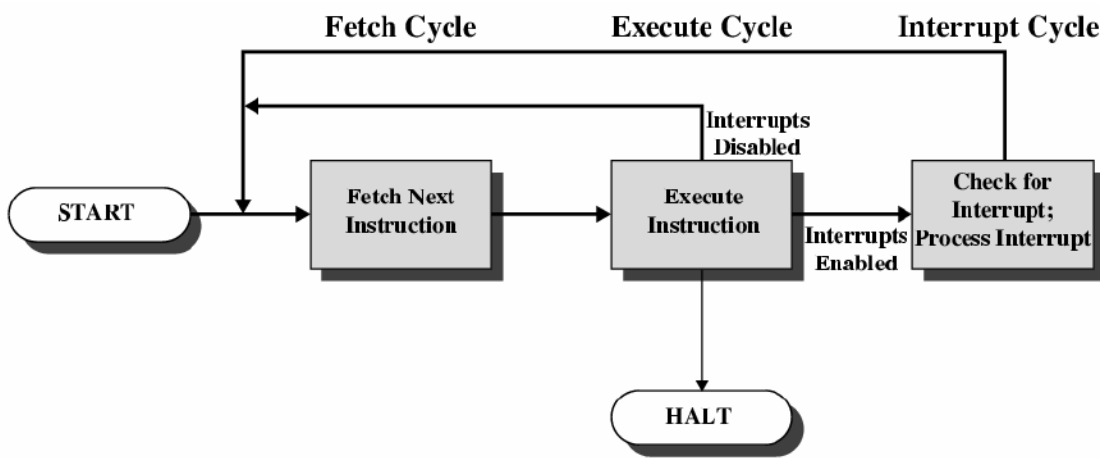 Fetch Cycle
Execute Cycle
Interrupt Cycle
Interrupts
Disabled
START
Fetch Next
Instruction
Execute
Instruction
Interrupts
Enabled
Check for
Interrupt;
Process Interrupt
HALT